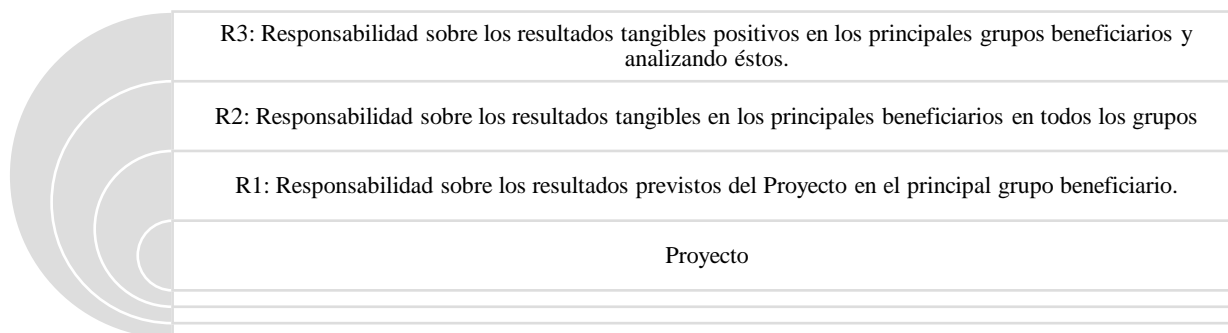 R3: Responsabilidad sobre los resultados tangibles positivos en los principales grupos beneficiarios y
analizando éstos.
R2: Responsabilidad sobre los resultados tangibles en los principales beneficiarios en todos los grupos
R1: Responsabilidad sobre los resultados previstos del Proyecto en el principal grupo beneficiario.
Proyecto